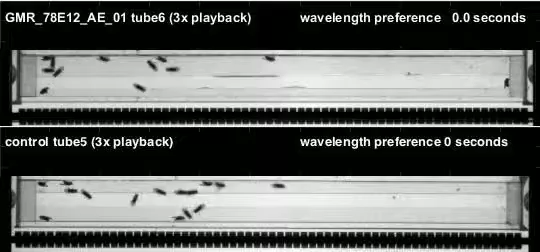 GMR_78E12_AE_01 tube6 (3x playback) wavelength preference 0.0 seconds
control tube5 (3x playback) wavelength preference 0 seconds